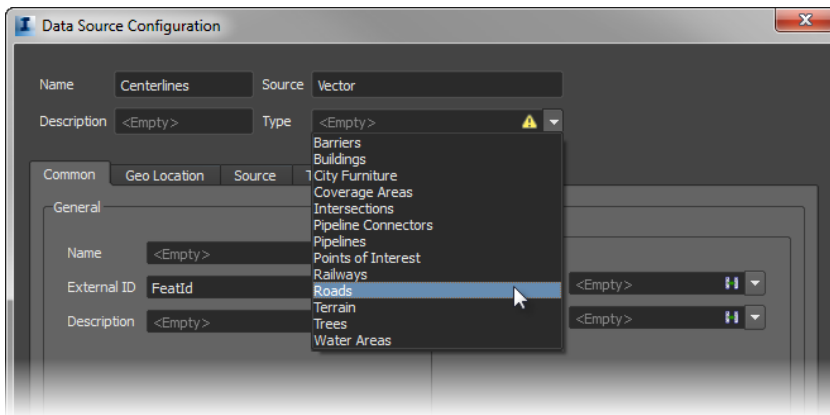 Data Source Configuration
Name Centerlines Source Vector
Description <Empty> Type <Empty>
Barriers
Buildings
Common Geo Location Source T City Furniture
Coverage Areas
General Intersections
Pipeline Connectors
Pipelines
Name <Empty> Points of Interest
Railways
External ID FeatId Roads <Empty>
Terrain
Description <Empty> Trees <Empty>
Water Areas